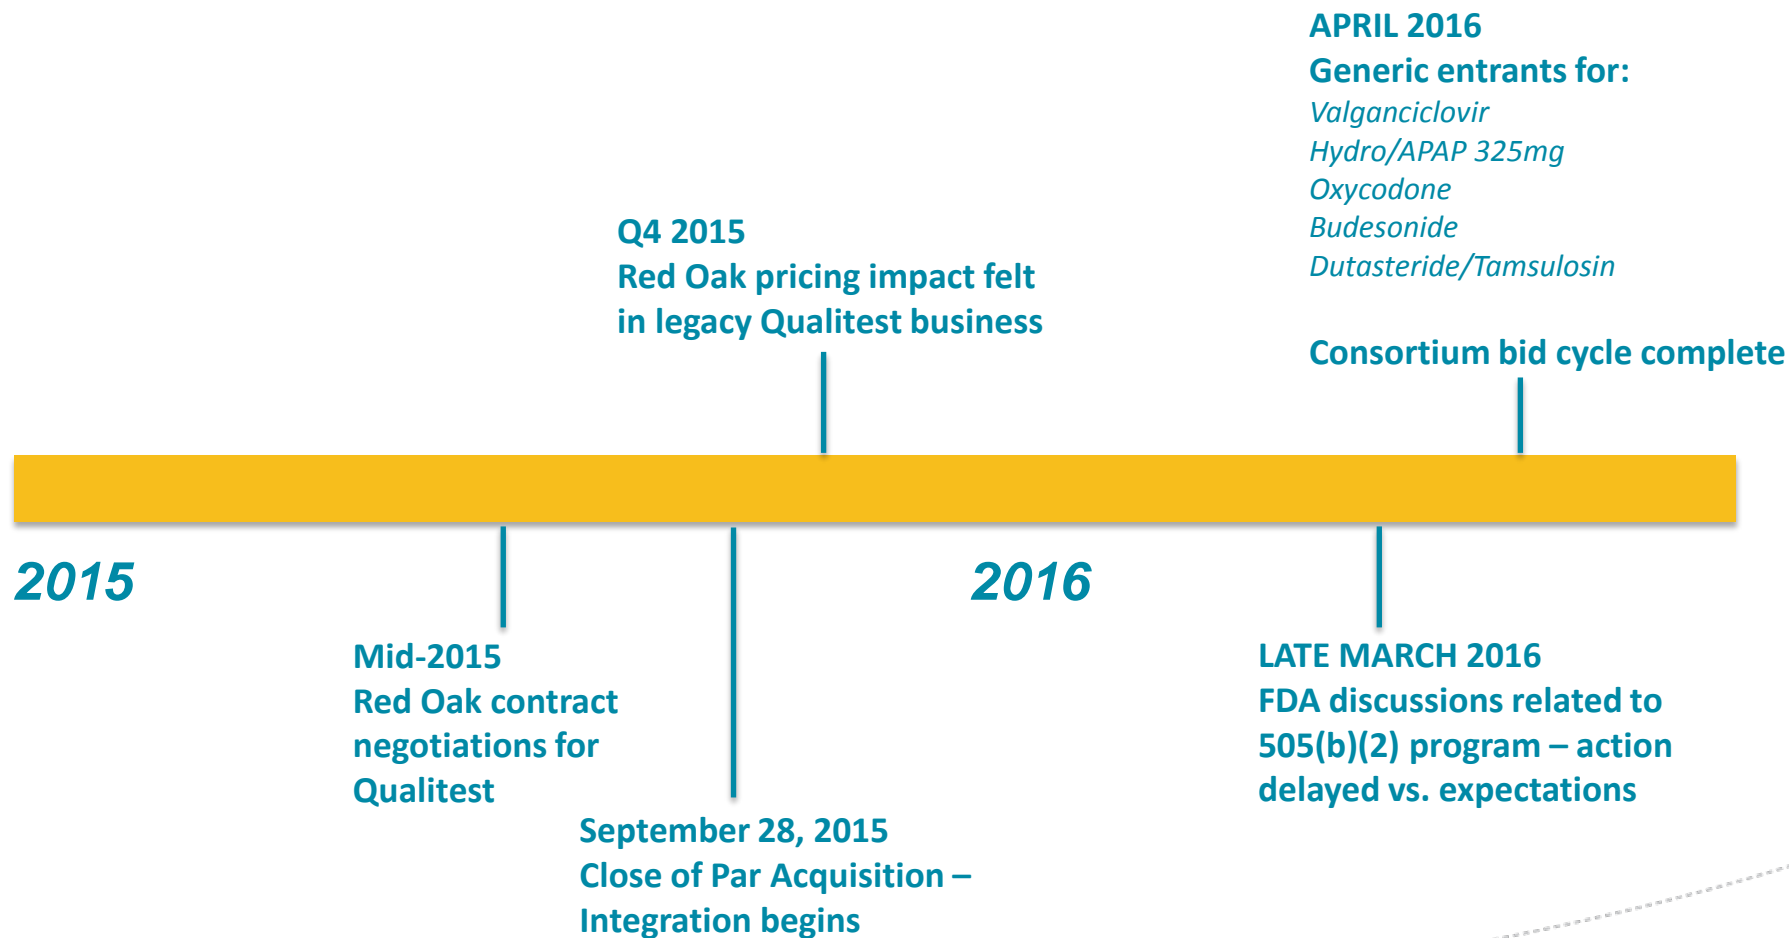 APRIL 2016
Generic entrants for:
Valganciclovir
Hydro/APAP 325mg
Oxycodone
Budesonide
Dutasteride/Tamsulosin
Consortium bid cycle complete
Q4 2015
Red Oak pricing impact felt
in legacy Qualitest business
2015
2016
Mid-2015
Red Oak contract
negotiations for
Qualitest
September 28, 2015
Close of Par Acquisition –
Integration begins
LATE MARCH 2016
FDA discussions related to
505(b)(2) program – action
delayed vs. expectations